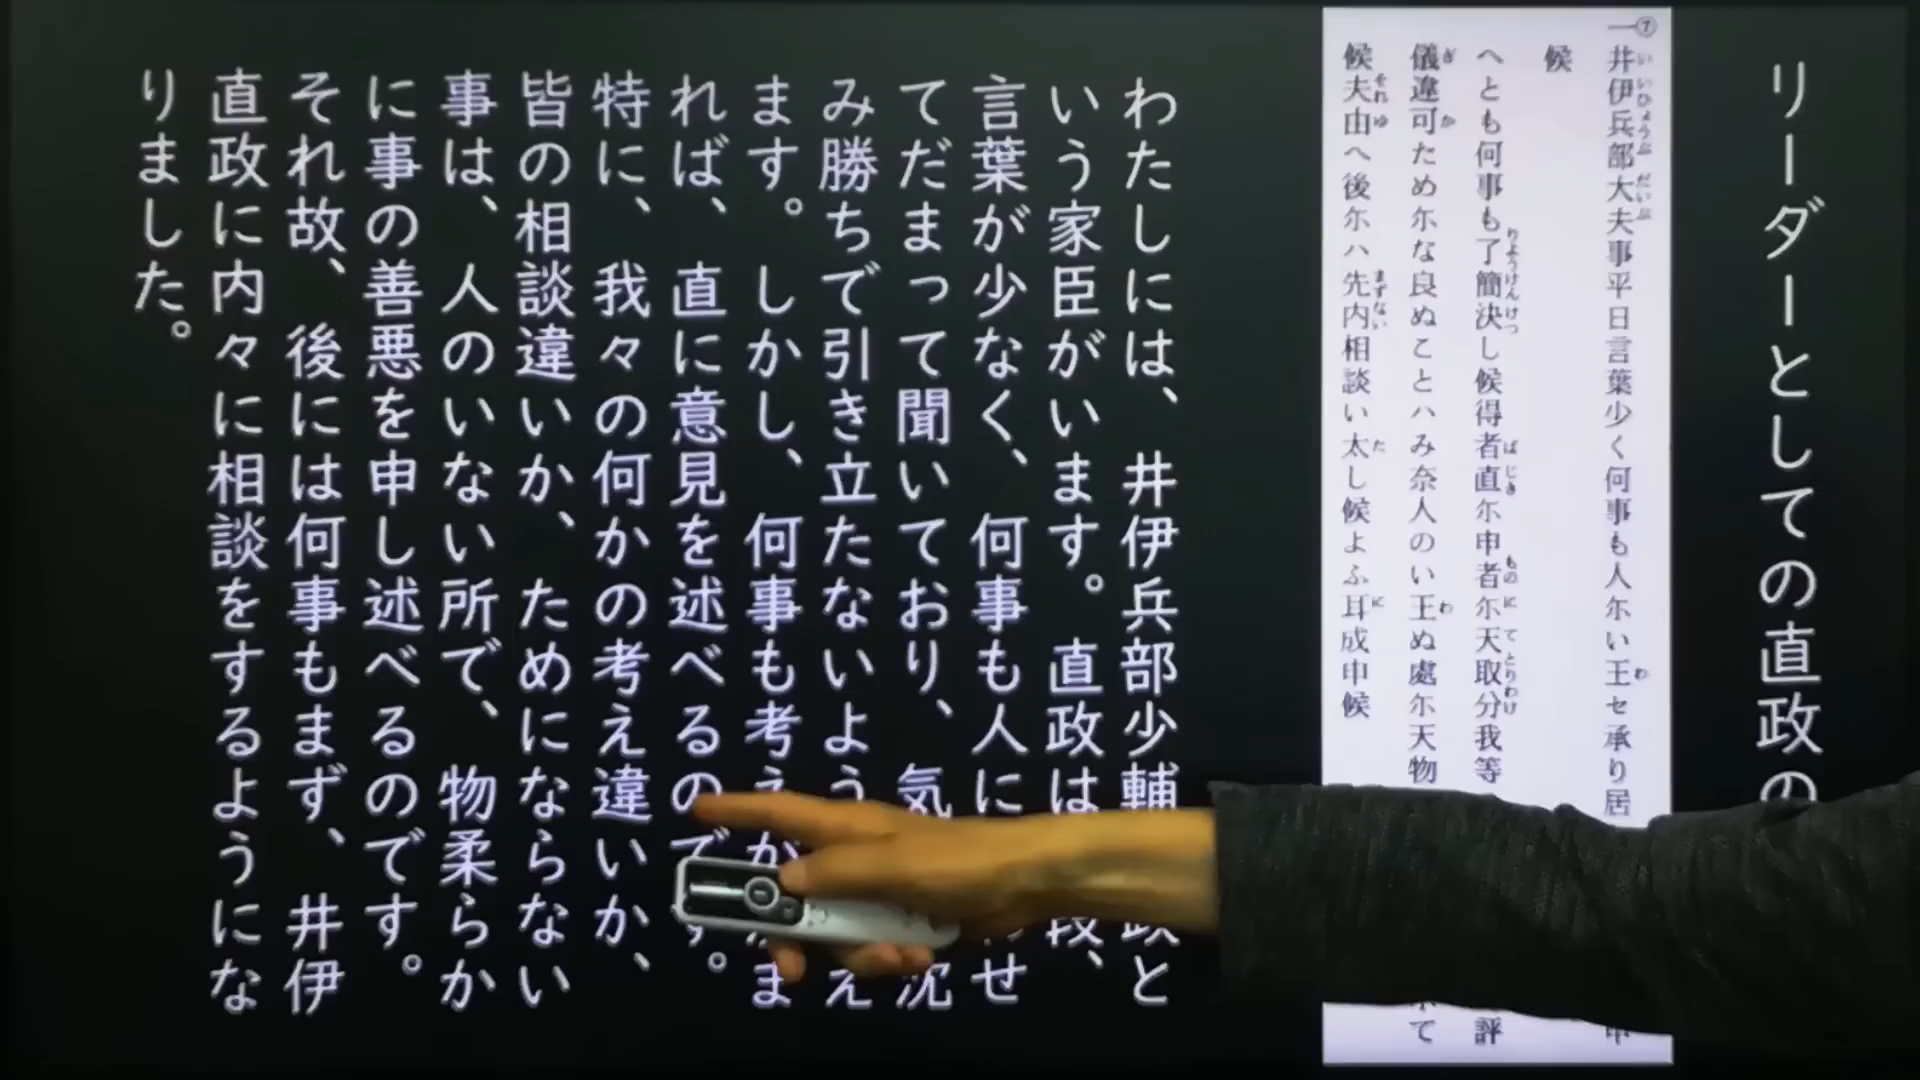 リーダーとしての直政の
⑦
一井伊兵部大夫事平日言葉少く何事も人尓い王セ承り居
候
へとも何事も了簡決し候得者直尓申者尓天取分我等
評
儀違可ため尓な良ぬことハみ奈人のい王ぬ處尓天物
て
候夫由へ後尓ハ先内相談い太し候よふ耳成申候
わたしには、井伊兵部少輔
と
いう家臣がいます。直政は
、
言葉が少なく、何事も人に
せ
てだまって聞いており、気
沈
み勝ちで引き立たないよう
え
ます。しかし、何事も考え
ま
れば、直に意見を述べるので
。
特に、我々の何かの考え違いか、
皆の相談違いか、ためにならない
事は、人のいない所で、物柔らか
に事の善悪を申し述べるのです。
それ故、後には何事もまず、井伊
直政に内々に相談をするようにな
りました。